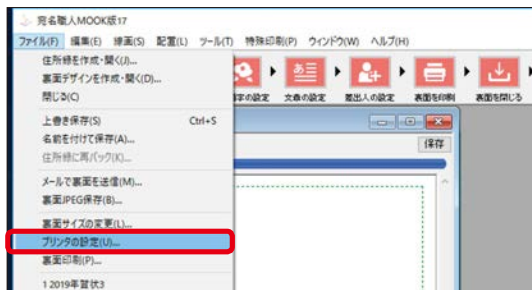 宛名職人MOOK版17
ファイル(F) 編集(E) 線画(S) 配置(L) ツール(T) 特殊印刷(P) ウィンドウ(W) ヘルプ(H)
住所録を作成・開く(J)...
裏面デザインを作成・開く(D)...
閉じる(C)
字の設定 文章の設定 差出人の設定 裏面を印刷 裏面を閉じる
上書き保存(S) Ctrl+S
名前を付けて保存(A)...
保存
住所録に再パック(K)...
メールで裏面を送信(M)...
裏面JPEG保存(B)...
裏面サイズの変更(L)...
プリンタの設定(U)...
裏面印刷(P)...
1 2019年賀状3